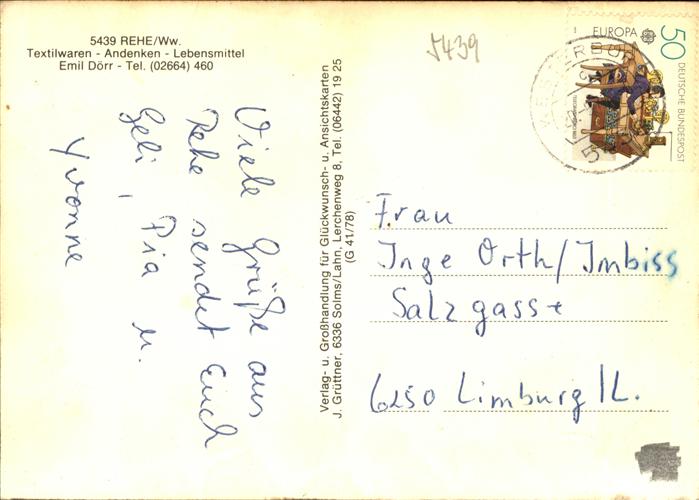 5439 REHE/Ww.
Textilwaren - Andenken - Lebensmittel
Emil Dörr - Tel. (02664) 460
5439
EUROPA
50
DEUTSCHE BUNDESPOST
Viele Grüße aus
Rehe sendet Euch
Geli, Pia u.
Yvonne
Verlag- u. Großhandlung für Glückwunsch- u. Ansichtskarten
J. Grüttner, 6336 Solms/Lahn, Lerchenweg 8, Tel. (06442) 19 25
(G 41/78)
Frau
Inge Orth/Imbiss
Salzgasse
6250 Limburg/L.